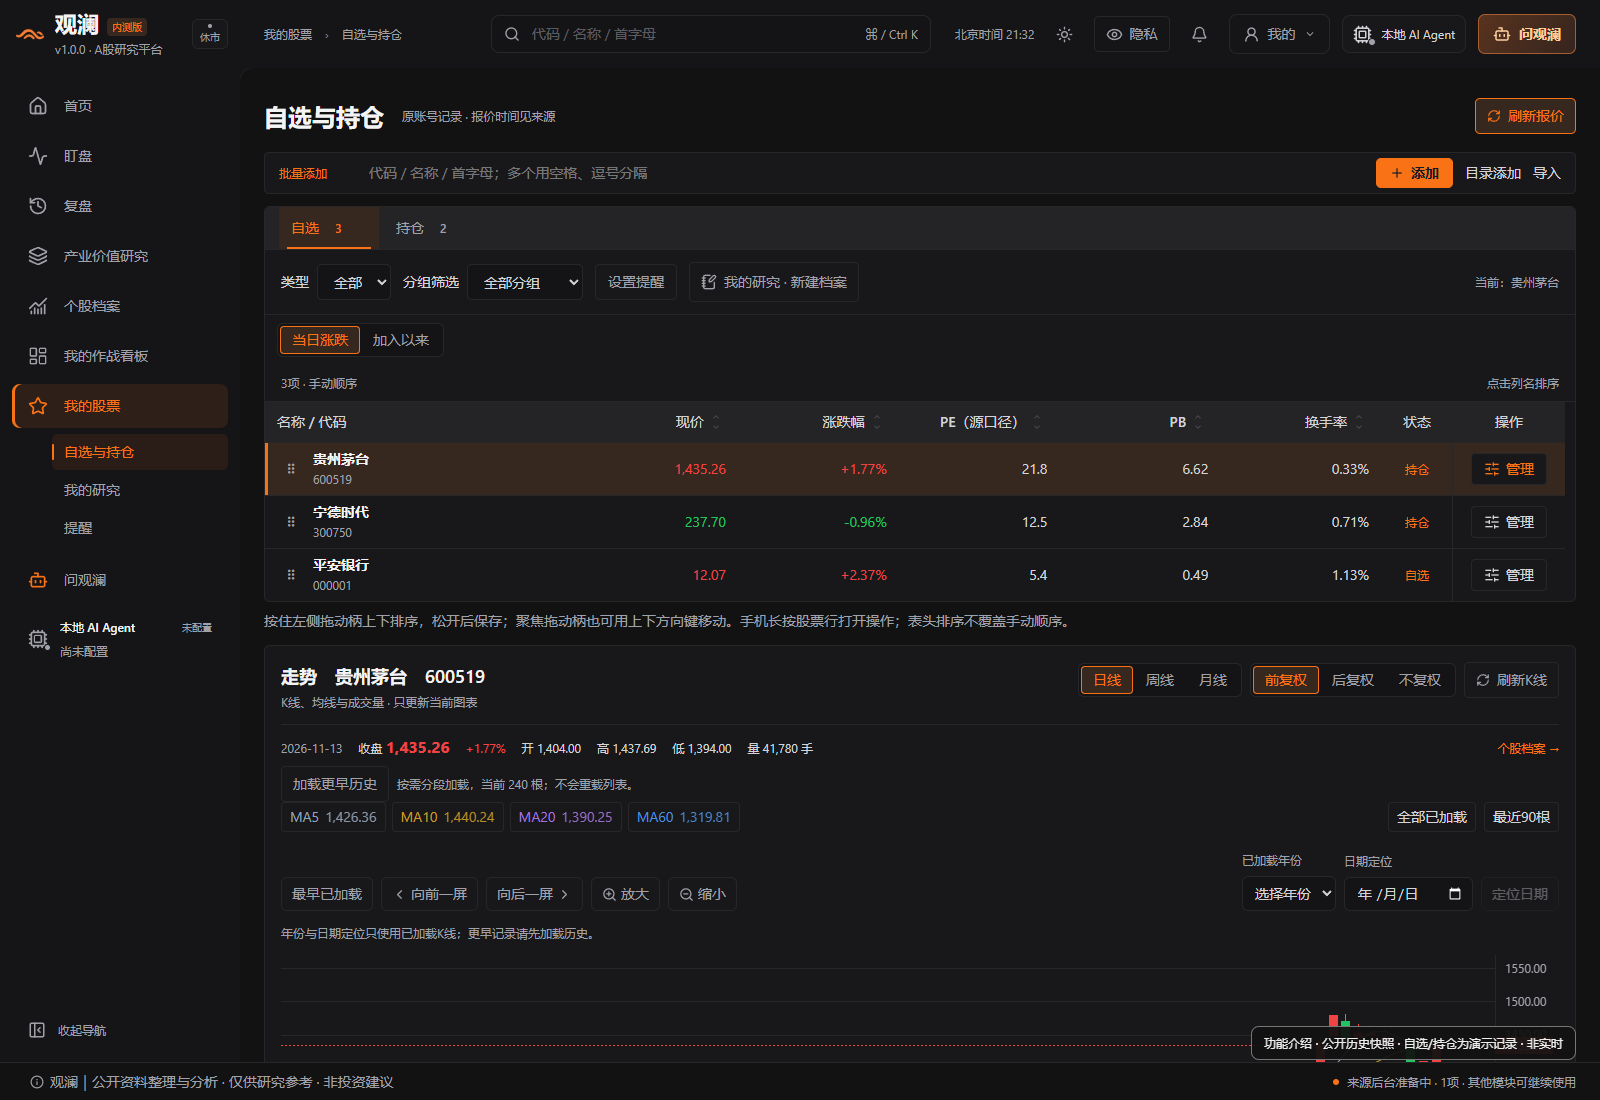 观澜 内测版
v1.0.0 · A股研究平台
休市
我的股票 › 自选与持仓
代码 / 名称 / 首字母 ⌘ / Ctrl K
北京时间 21:32
隐私
我的
本地 AI Agent
问观澜
首页
盯盘
复盘
产业价值研究
个股档案
我的作战看板
我的股票
自选与持仓
我的研究
提醒
问观澜
本地 AI Agent 未配置
尚未配置
收起导航
自选与持仓 原账号记录 · 报价时间见来源
刷新报价
批量添加 代码 / 名称 / 首字母；多个用空格、逗号分隔
+ 添加 目录添加 导入
自选 3 持仓 2
类型 全部 分组筛选 全部分组 设置提醒 我的研究 · 新建档案 当前：贵州茅台
当日涨跌 加入以来
3项 · 手动顺序 点击列名排序
名称 / 代码 现价 涨跌幅 PE（源口径） PB 换手率 状态 操作
贵州茅台
600519 1,435.26 +1.77% 21.8 6.62 0.33% 持仓 管理
宁德时代
300750 237.70 -0.96% 12.5 2.84 0.71% 持仓 管理
平安银行
000001 12.07 +2.37% 5.4 0.49 1.13% 自选 管理
按住左侧拖动柄上下排序，松开后保存；聚焦拖动柄也可用上下方向键移动。手机长按股票行打开操作；表头排序不覆盖手动顺序。
走势 贵州茅台 600519
K线、均线与成交量 · 只更新当前图表
日线 周线 月线 前复权 后复权 不复权 刷新K线
2026-11-13 收盘 1,435.26 +1.77% 开 1,404.00 高 1,437.69 低 1,394.00 量 41,780 手 个股档案 →
加载更早历史 按需分段加载，当前 240 根；不会重载列表。
MA5 1,426.36 MA10 1,440.24 MA20 1,390.25 MA60 1,319.81 全部已加载 最近90根
已加载年份 日期定位
最早已加载 向前一屏 向后一屏 放大 缩小 选择年份 年 /月/日 定位日期
年份与日期定位只使用已加载K线；更早记录请先加载历史。
1550.00
1500.00
功能介绍 · 公开历史快照 · 自选/持仓为演示记录 · 非实时
观澜 | 公开资料整理与分析 · 仅供研究参考 · 非投资建议
来源后台准备中 · 1项 · 其他模块可继续使用